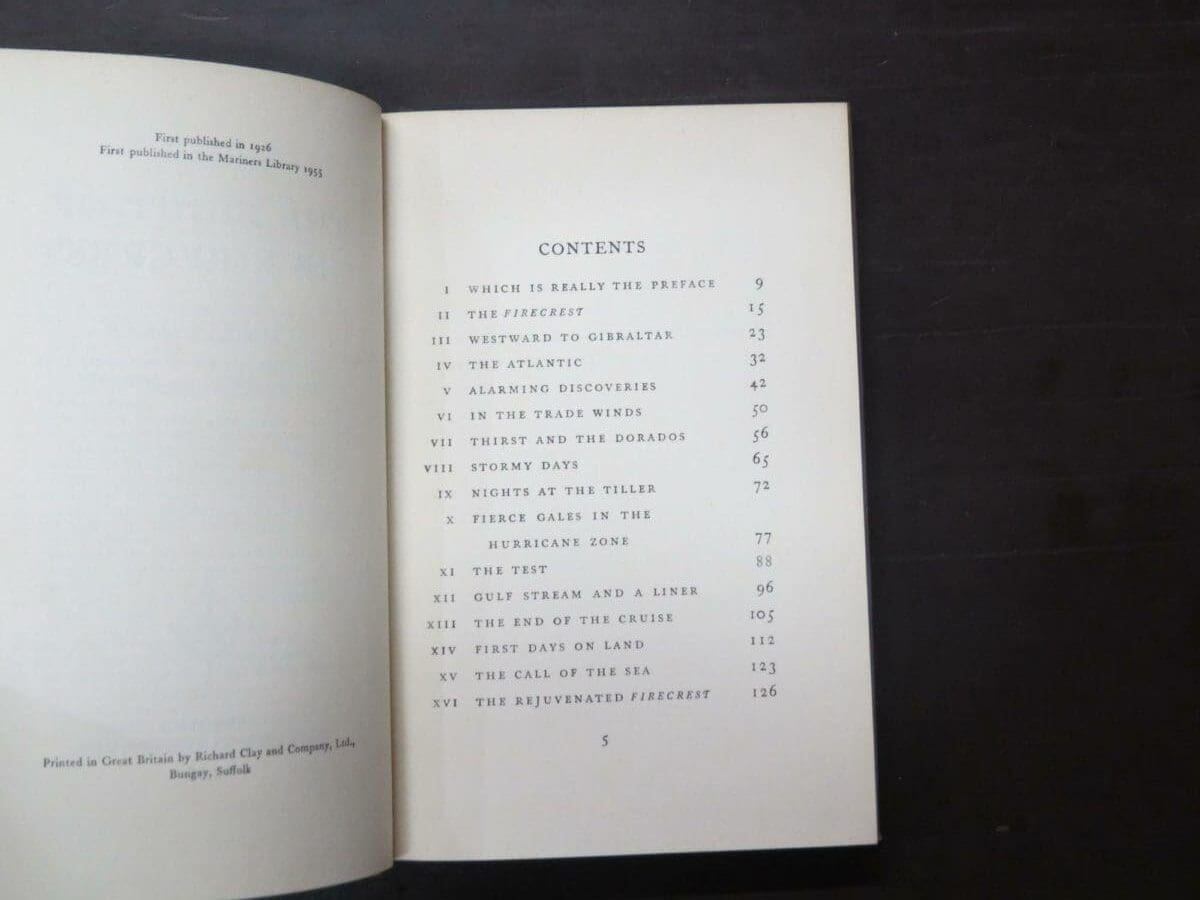 First published in 1926
First published in the Mariners Library 1955
Printed in Great Britain by Richard Clay and Company, Ltd.,
Bungay, Suffolk
CONTENTS
I WHICH IS REALLY THE PREFACE 9
II THE FIRECREST 15
III WESTWARD TO GIBRALTAR 23
IV THE ATLANTIC 32
V ALARMING DISCOVERIES 42
VI IN THE TRADE WINDS 50
VII THIRST AND THE DORADOS 56
VIII STORMY DAYS 65
IX NIGHTS AT THE TILLER 72
X FIERCE GALES IN THE
HURRICANE ZONE 77
XI THE TEST 88
XII GULF STREAM AND A LINER 96
XIII THE END OF THE CRUISE 105
XIV FIRST DAYS ON LAND 112
XV THE CALL OF THE SEA 123
XVI THE REJUVENATED FIRECREST 126
5